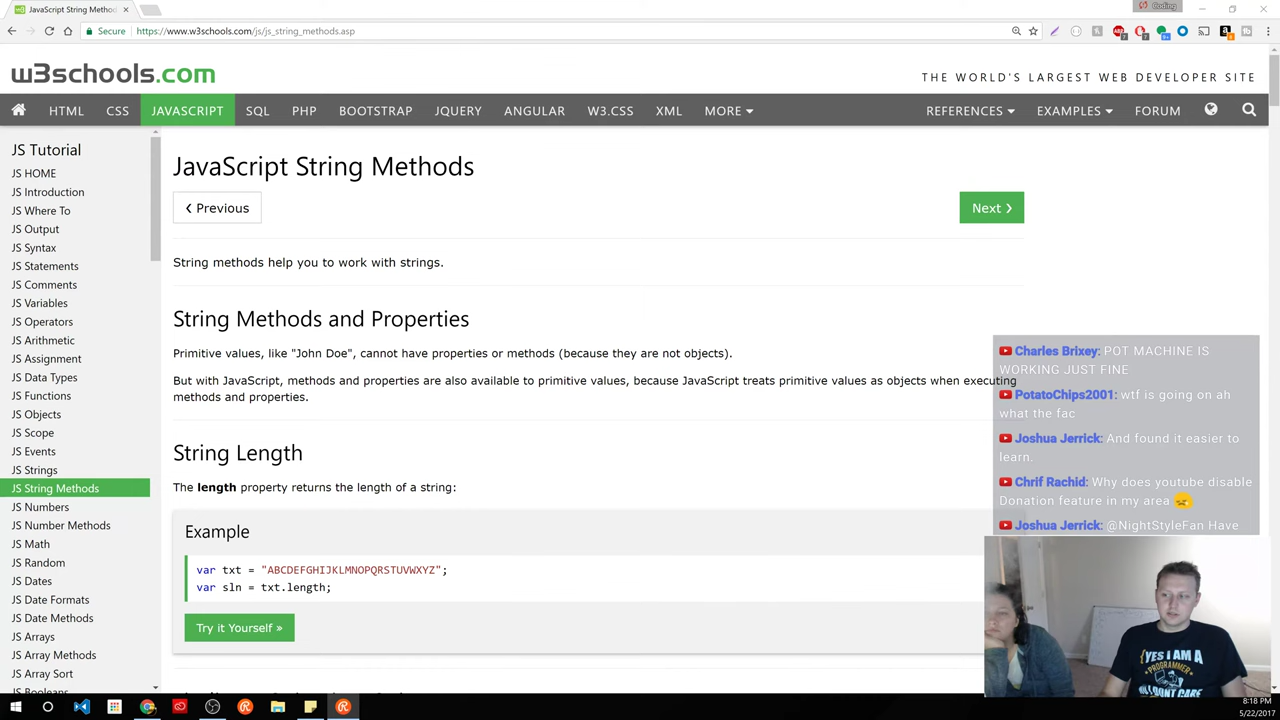 JavaScript String Metho
Coding
Secure
https://www.w3schools.com/js/js_string_methods.asp
w3schools.com
THE WORLD'S LARGEST WEB DEVELOPER SITE
HTML CSS JAVASCRIPT SQL PHP BOOTSTRAP JQUERY ANGULAR W3.CSS XML MORE REFERENCES EXAMPLES FORUM
JS Tutorial
JS HOME
JS Introduction
JS Where To
JS Output
JS Syntax
JS Statements
JS Comments
JS Variables
JS Operators
JS Arithmetic
JS Assignment
JS Data Types
JS Functions
JS Objects
JS Scope
JS Events
JS Strings
JS String Methods
JS Numbers
JS Number Methods
JS Math
JS Random
JS Dates
JS Date Formats
JS Date Methods
JS Arrays
JS Array Methods
JS Array Sort
JS Booleans
JavaScript String Methods
❮ Previous
Next ❯
String methods help you to work with strings.
String Methods and Properties
Primitive values, like "John Doe", cannot have properties or methods (because they are not objects).
But with JavaScript, methods and properties are also available to primitive values, because JavaScript treats primitive values as objects when executing
methods and properties.
String Length
The length property returns the length of a string:
Example
var txt = "ABCDEFGHIJKLMNOPQRSTUVWXYZ";
var sln = txt.length;
Try it Yourself »
Charles Brixey: POT MACHINE IS
WORKING JUST FINE
PotatoChips2001: wtf is going on ah
what the fac
Joshua Jerrick: And found it easier to
learn.
Chrif Rachid: Why does youtube disable
Donation feature in my area
Joshua Jerrick: @NightStyleFan Have
YES I AM A
PROGRAMMER
8:18 PM
5/22/2017